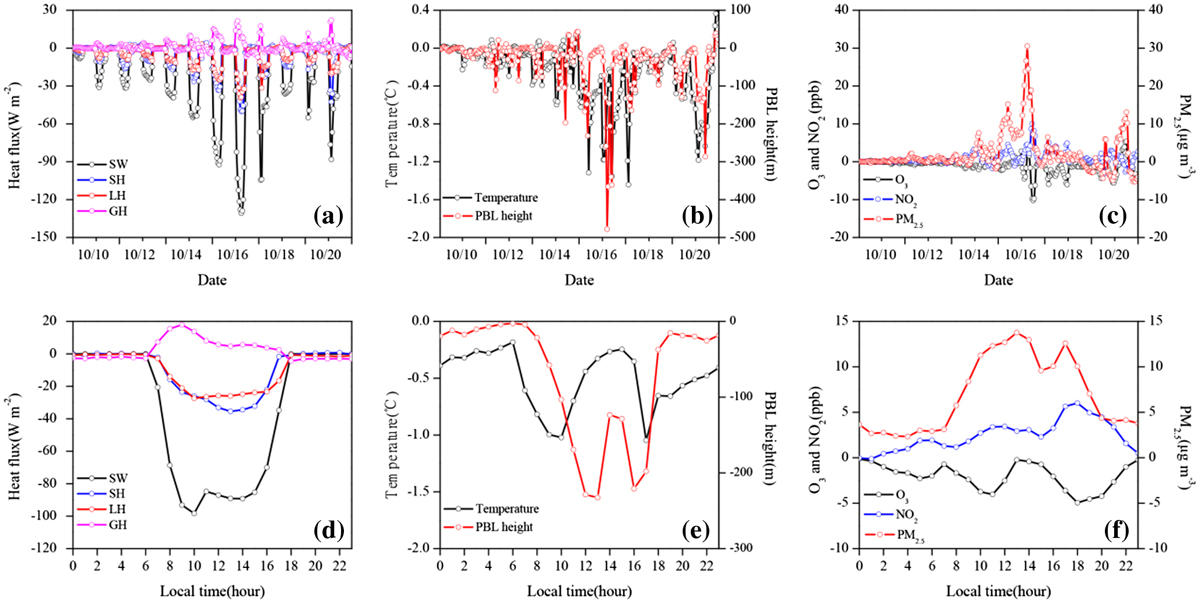 30
0
-30
-60
-90
-120
-150
Heat flux(W m⁻²)
SW
SH
LH
GH
(a)
10/10 10/12 10/14 10/16 10/18 10/20
Date
0.4
0.0
-0.4
-0.8
-1.2
-1.6
-2.0
Temperature(℃)
100
0
-100
-200
-300
-400
-500
PBL height(m)
Temperature
PBL height
(b)
10/10 10/12 10/14 10/16 10/18 10/20
Date
40
30
20
10
0
-10
-20
O₃ and NO₂ (ppb)
40
30
20
10
0
-10
-20
PM₂.₅(μg m⁻³)
O₃
NO₂
PM₂.₅
(c)
10/10 10/12 10/14 10/16 10/18 10/20
Date
20
0
-20
-40
-60
-80
-100
-120
Heat flux(W m⁻²)
SW
SH
LH
GH
(d)
0 2 4 6 8 10 12 14 16 18 20 22
Local time(hour)
0.0
-0.5
-1.0
-1.5
-2.0
Temperature(℃)
0
-100
-200
-300
PBL height(m)
Temperature
PBL height
(e)
0 2 4 6 8 10 12 14 16 18 20 22
Local time(hour)
15
10
5
0
-5
-10
O₃ and NO₂(ppb)
15
10
5
0
-5
-10
PM₂.₅(μg m⁻³)
O₃
NO₂
PM₂.₅
(f)
0 2 4 6 8 10 12 14 16 18 20 22
Local time(hour)